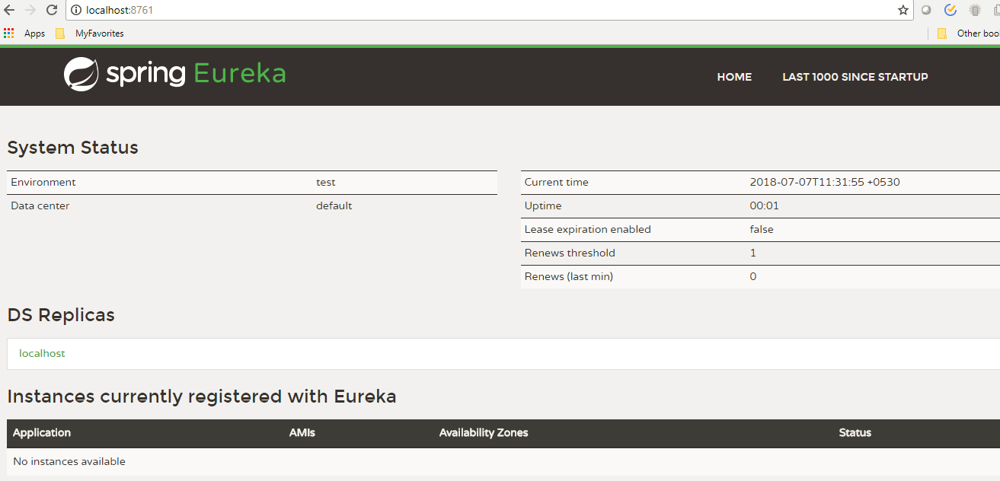 localhost:8761
Apps MyFavorites Other boo
spring Eureka HOME LAST 1000 SINCE STARTUP
System Status
Environment test
Data center default
Current time 2018-07-07T11:31:55 +0530
Uptime 00:01
Lease expiration enabled false
Renews threshold 1
Renews (last min) 0
DS Replicas
localhost
Instances currently registered with Eureka
Application AMIs Availability Zones Status
No instances available